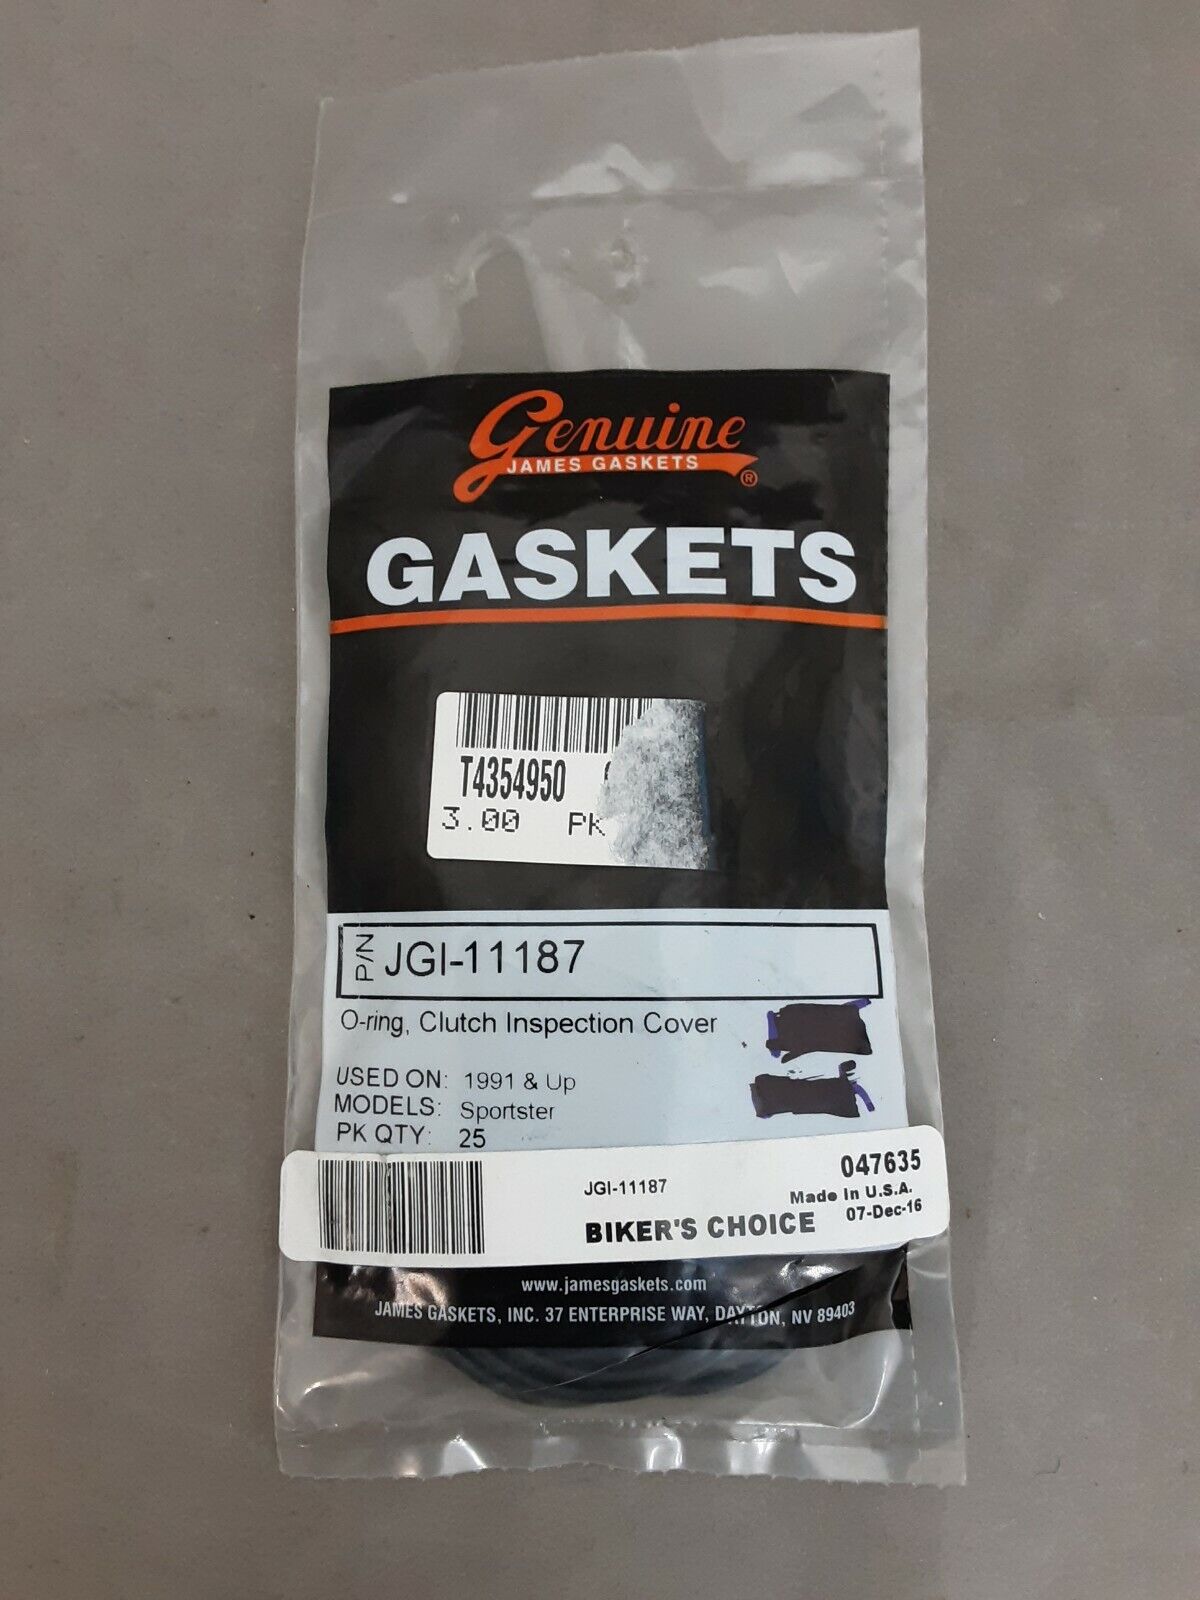 Genuine
JAMES GASKETS ®
GASKETS
T4354950
3.00 PK
P/N JGI-11187
O-ring, Clutch Inspection Cover
USED ON: 1991 & Up
MODELS: Sportster
PK QTY: 25
JGI-11187
BIKER'S CHOICE
047635
Made In U.S.A.
07-Dec-16
www.jamesgaskets.com
JAMES GASKETS, INC. 37 ENTERPRISE WAY, DAYTON, NV 89403